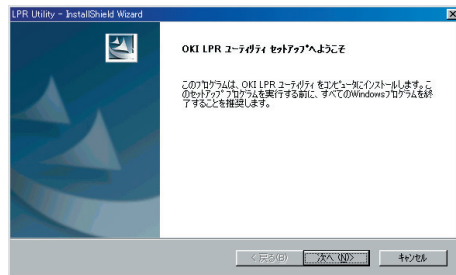 LPR Utility - InstallShield Wizard
OKI LPR ユーティリティ セットアップへようこそ
このプログラムは、OKI LPR ユーティリティ をコンピュータにインストールします。こ
のセットアップ プログラムを実行する前に、すべてのWindowsプログラムを終
了することを推奨します。
< 戻る(B)
次へ (N)>
キャンセル